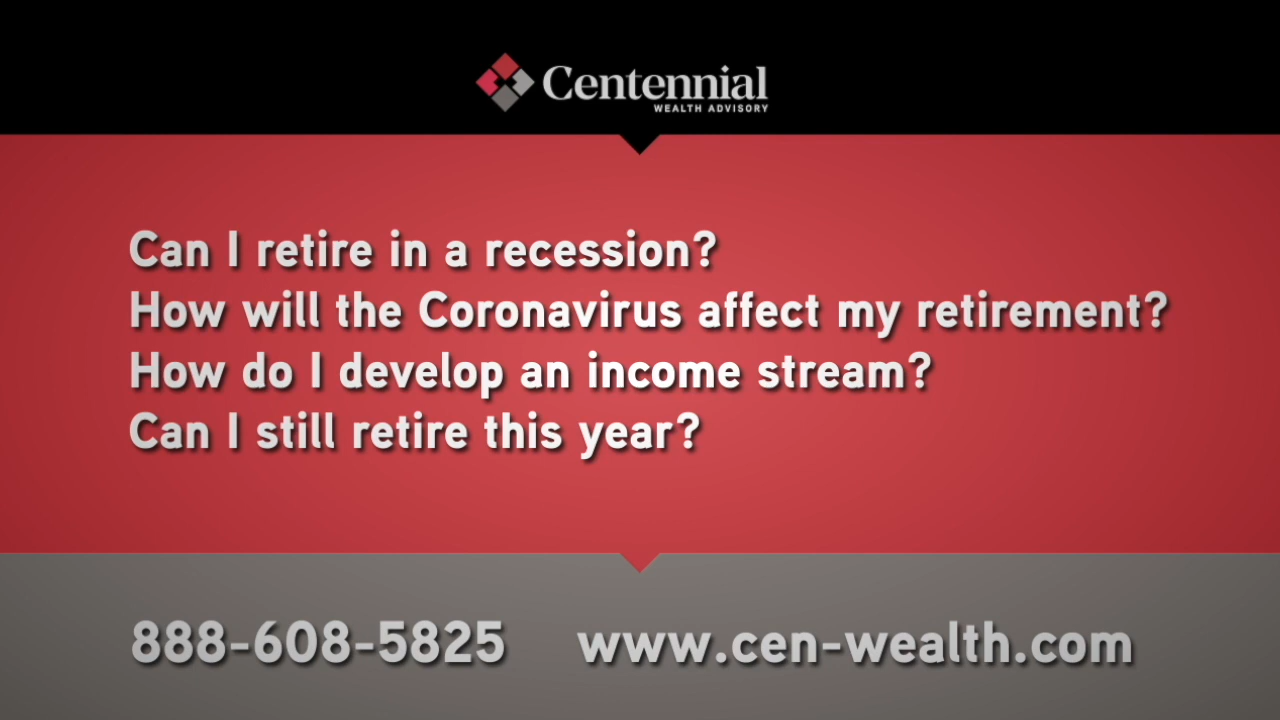 Centennial
WEALTH ADVISORY
Can I retire in a recession?
How will the Coronavirus affect my retirement?
How do I develop an income stream?
Can I still retire this year?
888-608-5825 www.cen-wealth.com